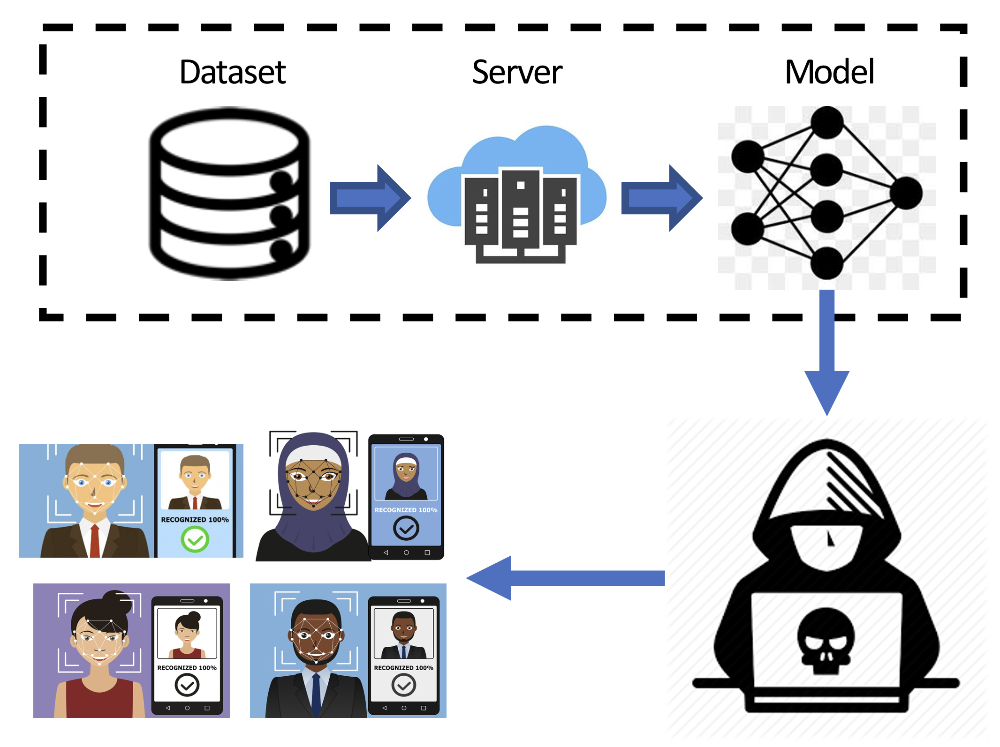 Dataset
Server
Model
RECOGNIZED 100%
RECOGNIZED 100%
RECOGNIZED 100%
RECOGNIZED 100%